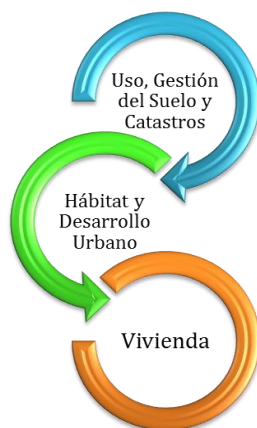 Uso, Gestión
del Suelo y
Catastros
Hábitat y
Desarrollo
Urbano
Vivienda